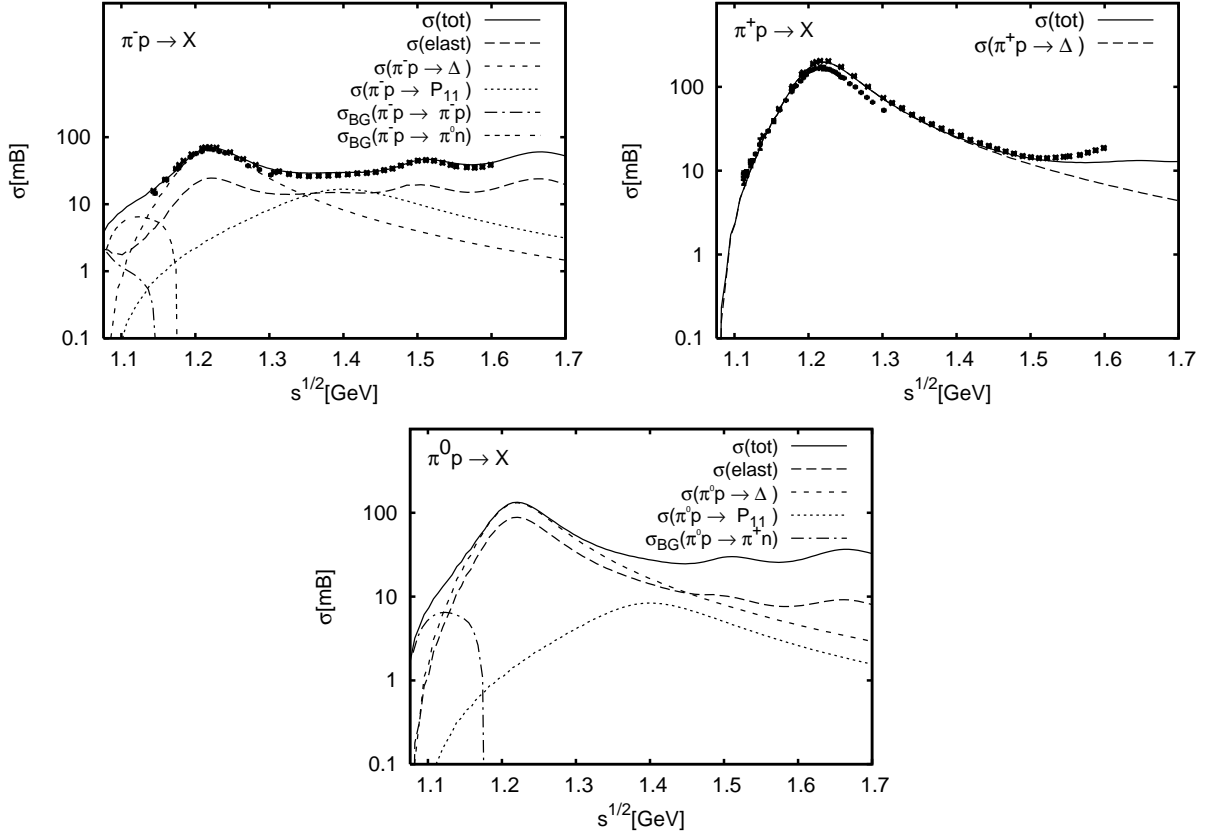 π⁻p → X
σ(tot)
σ(elast)
σ(π⁻p → Δ )
σ(π⁻p → P₁₁ )
σBG(π⁻p → π⁻p)
σBG(π⁻p → π⁰n)
100
10
1
0.1
σ[mB]
1.1 1.2 1.3 1.4 1.5 1.6 1.7
s^1/2[GeV]
π⁺p → X
σ(tot)
σ(π⁺p → Δ )
100
10
1
0.1
σ[mB]
1.1 1.2 1.3 1.4 1.5 1.6 1.7
s^1/2[GeV]
π⁰p → X
σ(tot)
σ(elast)
σ(π⁰p → Δ )
σ(π⁰p → P₁₁ )
σBG(π⁰p → π⁺n)
100
10
1
0.1
σ[mB]
1.1 1.2 1.3 1.4 1.5 1.6 1.7
s^1/2[GeV]